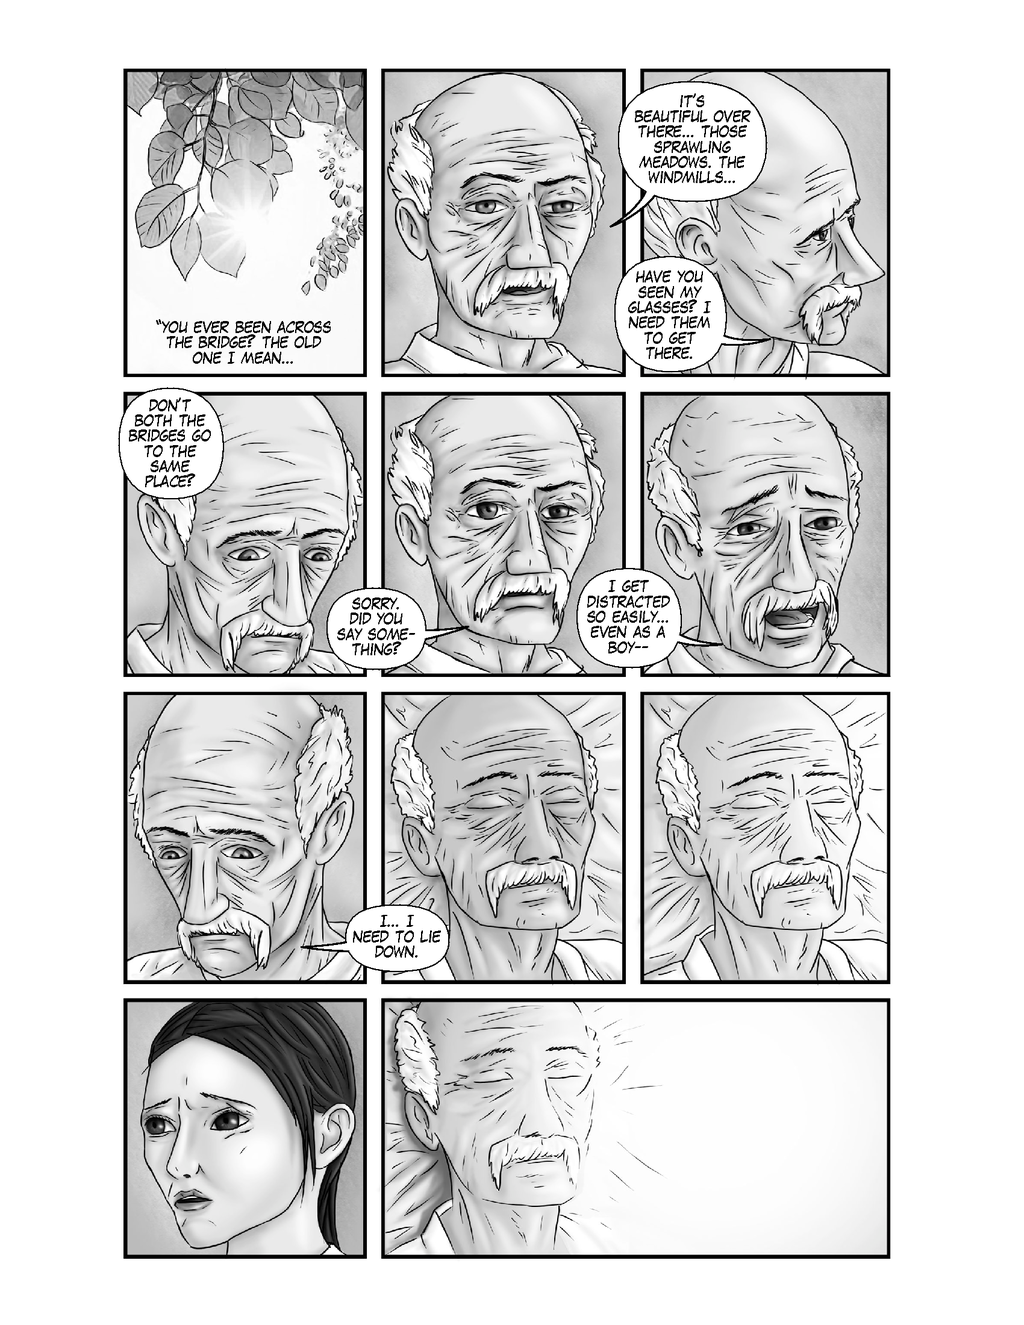 "YOU EVER BEEN ACROSS
THE BRIDGE? THE OLD
ONE I MEAN...
IT'S
BEAUTIFUL OVER
THERE... THOSE
SPRAWLING
MEADOWS. THE
WINDMILLS...
HAVE YOU
SEEN MY
GLASSES? I
NEED THEM
TO GET
THERE.
DON'T
BOTH THE
BRIDGES GO
TO THE
SAME
PLACE?
SORRY.
DID YOU
SAY SOME-
THING?
I GET
DISTRACTED
SO EASILY...
EVEN AS A
BOY--
I... I
NEED TO LIE
DOWN.